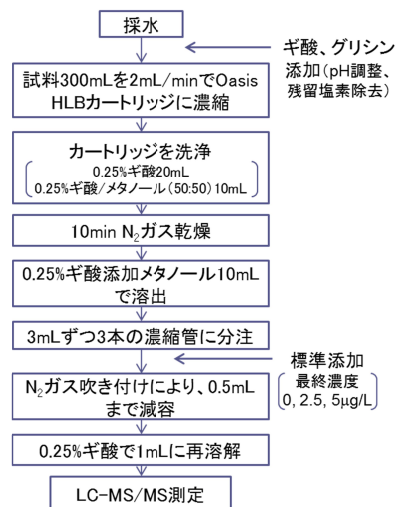 採水
ギ酸、グリシン
添加(pH調整、
残留塩素除去)
試料300mLを2mL/minでOasis
HLBカートリッジに濃縮
カートリッジを洗浄
0.25%ギ酸20mL
0.25%ギ酸/メタノール(50:50)10mL
10min N₂ガス乾燥
0.25%ギ酸添加メタノール10mL
で溶出
3mLずつ3本の濃縮管に分注
標準添加
最終濃度
0, 2.5, 5μg/L
N₂ガス吹き付けにより、0.5mL
まで減容
0.25%ギ酸で1mLに再溶解
LC-MS/MS測定